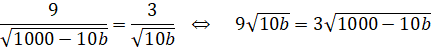 9/√(1000 − 10b) = 3/√(10b) ⇔ 9√(10b) = 3√(1000 − 10b)